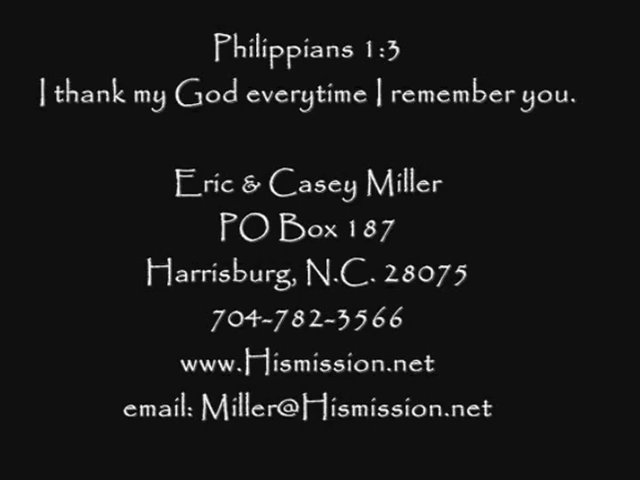 Philippians 1:3
I thank my God everytime I remember you.
Eric & Casey Miller
PO Box 187
Harrisburg, N.C. 28075
704-782-3566
www.Hismission.net
email: Miller@Hismission.net